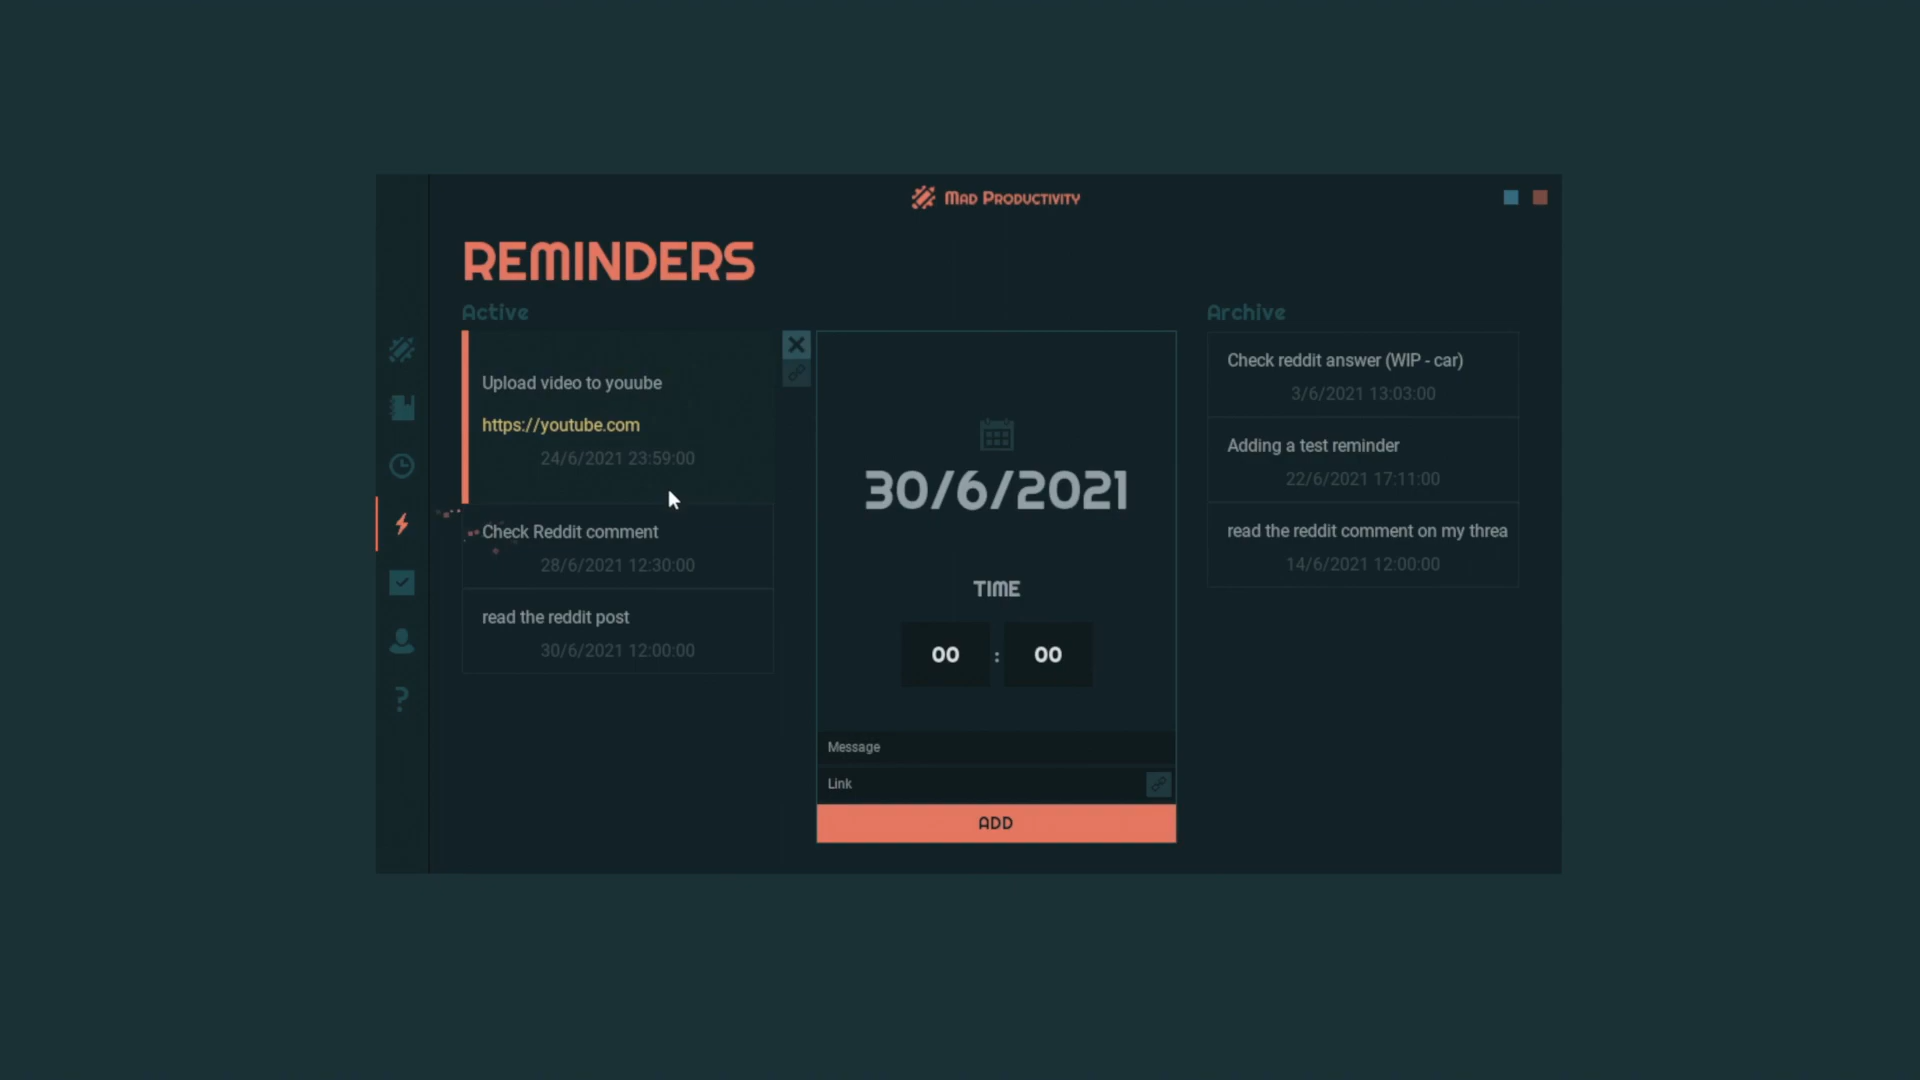 Mad Productivity
REMINDERS
Active
Upload video to youube
https://youtube.com
24/6/2021 23:59:00
Check Reddit comment
28/6/2021 12:30:00
read the reddit post
30/6/2021 12:00:00
30/6/2021
TIME
00 : 00
Message
Link
ADD
Archive
Check reddit answer (WIP - car)
3/6/2021 13:03:00
Adding a test reminder
22/6/2021 17:11:00
read the reddit comment on my threa
14/6/2021 12:00:00